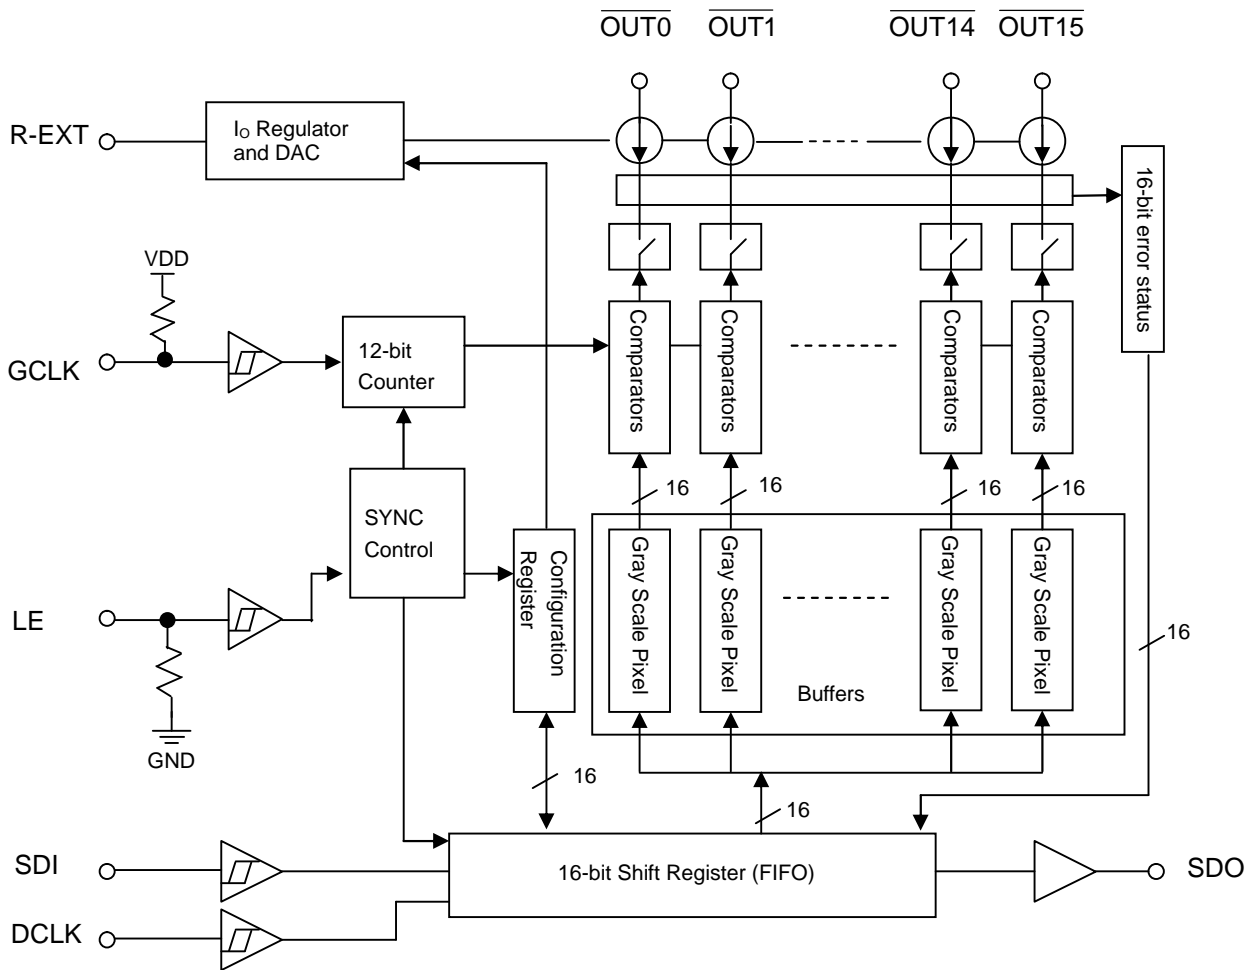 OUT0 OUT1 OUT14 OUT15
R-EXT
IO Regulator
and DAC
16-bit error status
VDD
GCLK
12-bit
Counter
Comparators
Comparators
Comparators
Comparators
16 16 16 16
SYNC
Control
Configuration
Register
Gray Scale Pixel
Gray Scale Pixel
Gray Scale Pixel
Gray Scale Pixel
Buffers
LE
GND
16
16
16
SDI
16-bit Shift Register (FIFO)
SDO
DCLK